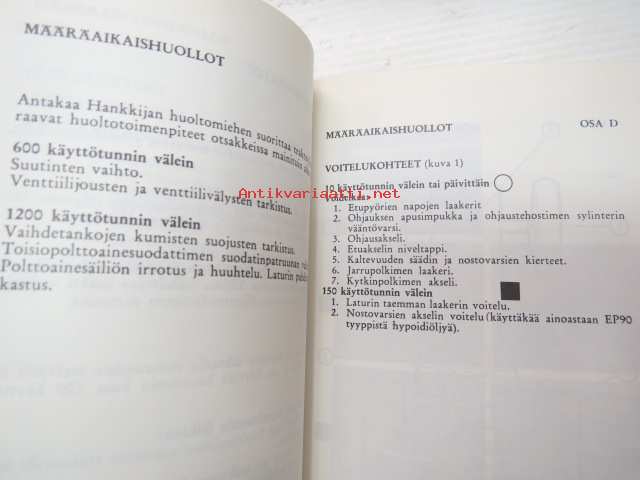 MÄÄRÄAIKAISHUOLLOT
Antakaa Hankkijan huoltomiehen suorittaa
raavat huoltotoimenpiteet otsakkeissa mainituin
600 käyttötunnin välein
Suutinten vaihto.
Venttiilijousten ja venttiilivälysten tarkistus.
1200 käyttötunnin välein
Vaihdetankojen kumisten suojusten tarkistus.
Toisiopolttoainesuodattimen suodatinpatruunan
Polttoainesäiliön irrotus ja huuhtelu. Laturin
kastus.
MÄÄRÄAIKAISHUOLLOT OSA D
VOITELUKOHTEET (kuva 1)
10 käyttötunnin välein tai päivittäin
1. Etupyörien napojen laakerit
2. Ohjauksen apusimpukka ja ohjaustehostimen sylinterin
vääntövarsi.
3. Ohjausakseli.
4. Etuakselin niveltappi.
5. Kaltevuuden säädin ja nostovarsien kierteet.
6. Jarrupolkimen laakeri.
7. Kytkinpolkimen akseli.
150 käyttötunnin välein
1. Laturin taemman laakerin voitelu.
2. Nostovarsien akselin voitelu (käyttäkää ainoastaan EP90
tyyppistä hypoidiöljyä).
Antikvariaatti.net